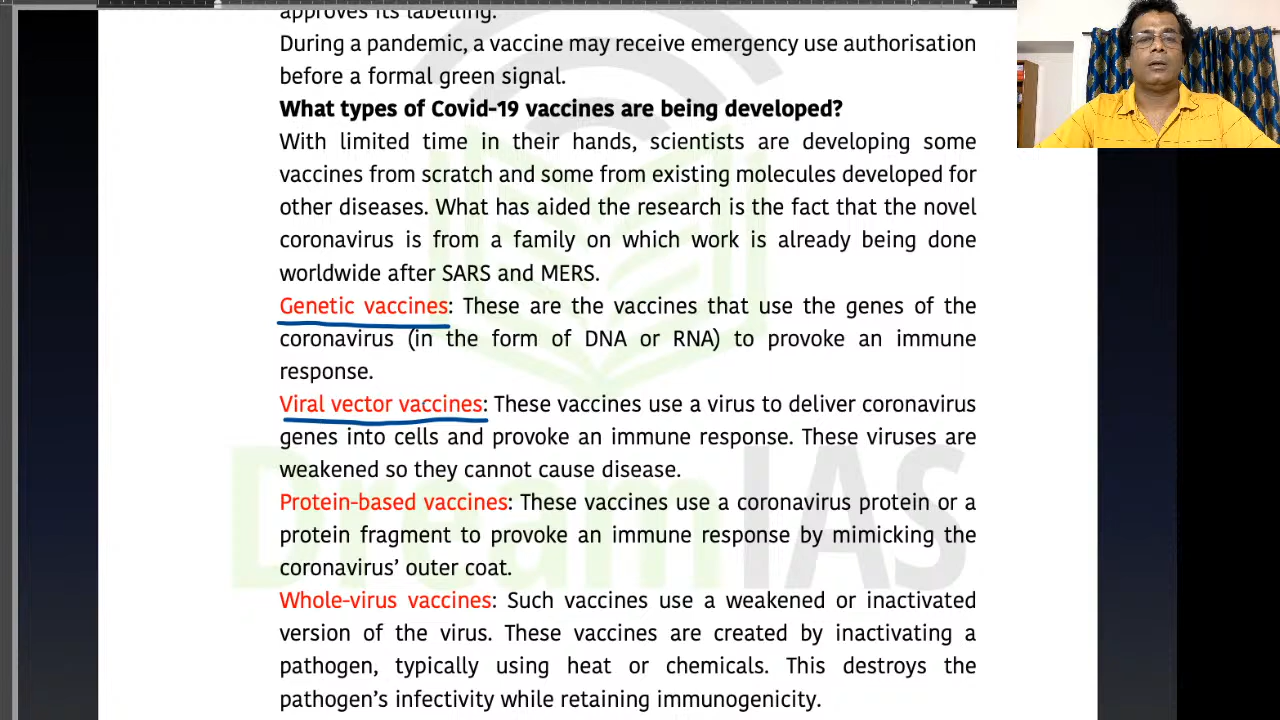 approves its labelling.
During a pandemic, a vaccine may receive emergency use authorisation
before a formal green signal.
What types of Covid-19 vaccines are being developed?
With limited time in their hands, scientists are developing some
vaccines from scratch and some from existing molecules developed for
other diseases. What has aided the research is the fact that the novel
coronavirus is from a family on which work is already being done
worldwide after SARS and MERS.
Genetic vaccines: These are the vaccines that use the genes of the
coronavirus (in the form of DNA or RNA) to provoke an immune
response.
Viral vector vaccines: These vaccines use a virus to deliver coronavirus
genes into cells and provoke an immune response. These viruses are
weakened so they cannot cause disease.
Protein-based vaccines: These vaccines use a coronavirus protein or a
protein fragment to provoke an immune response by mimicking the
coronavirus’ outer coat.
Whole-virus vaccines: Such vaccines use a weakened or inactivated
version of the virus. These vaccines are created by inactivating a
pathogen, typically using heat or chemicals. This destroys the
pathogen’s infectivity while retaining immunogenicity.
Dream IAS